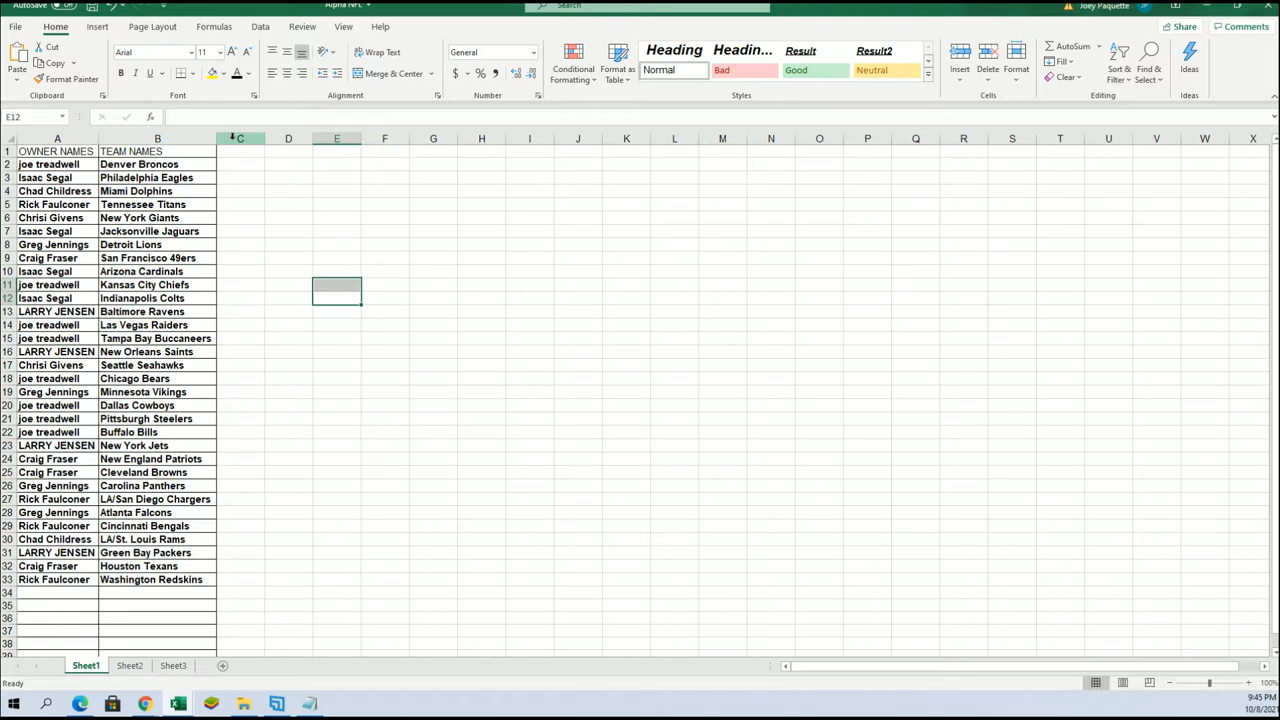 AutoSave Off Alpha NFL Search Joey Paquette
File Home Insert Page Layout Formulas Data Review View Help Share Comments
Paste Cut Copy Format Painter Clipboard
Arial 11 A A B I U A Font
ab Wrap Text Merge & Center Alignment
General $ % , Number
Conditional Formatting Format as Table Heading Headin... Result Result2 Normal Bad Good Neutral Styles
Insert Delete Format Cells
AutoSum Fill Clear Sort & Filter Find & Select Editing
Ideas Ideas
E12 fx
A B C D E F G H I J K L M N O P Q R S T U V W X
1 OWNER NAMES TEAM NAMES
2 joe treadwell Denver Broncos
3 Isaac Segal Philadelphia Eagles
4 Chad Childress Miami Dolphins
5 Rick Faulconer Tennessee Titans
6 Chrisi Givens New York Giants
7 Isaac Segal Jacksonville Jaguars
8 Greg Jennings Detroit Lions
9 Craig Fraser San Francisco 49ers
10 Isaac Segal Arizona Cardinals
11 joe treadwell Kansas City Chiefs
12 Isaac Segal Indianapolis Colts
13 LARRY JENSEN Baltimore Ravens
14 joe treadwell Las Vegas Raiders
15 joe treadwell Tampa Bay Buccaneers
16 LARRY JENSEN New Orleans Saints
17 Chrisi Givens Seattle Seahawks
18 joe treadwell Chicago Bears
19 Greg Jennings Minnesota Vikings
20 joe treadwell Dallas Cowboys
21 joe treadwell Pittsburgh Steelers
22 joe treadwell Buffalo Bills
23 LARRY JENSEN New York Jets
24 Craig Fraser New England Patriots
25 Craig Fraser Cleveland Browns
26 Greg Jennings Carolina Panthers
27 Rick Faulconer LA/San Diego Chargers
28 Greg Jennings Atlanta Falcons
29 Rick Faulconer Cincinnati Bengals
30 Chad Childress LA/St. Louis Rams
31 LARRY JENSEN Green Bay Packers
32 Craig Fraser Houston Texans
33 Rick Faulconer Washington Redskins
34
35
36
37
38
Sheet1 Sheet2 Sheet3
Ready 100%
9:45 PM
10/8/202